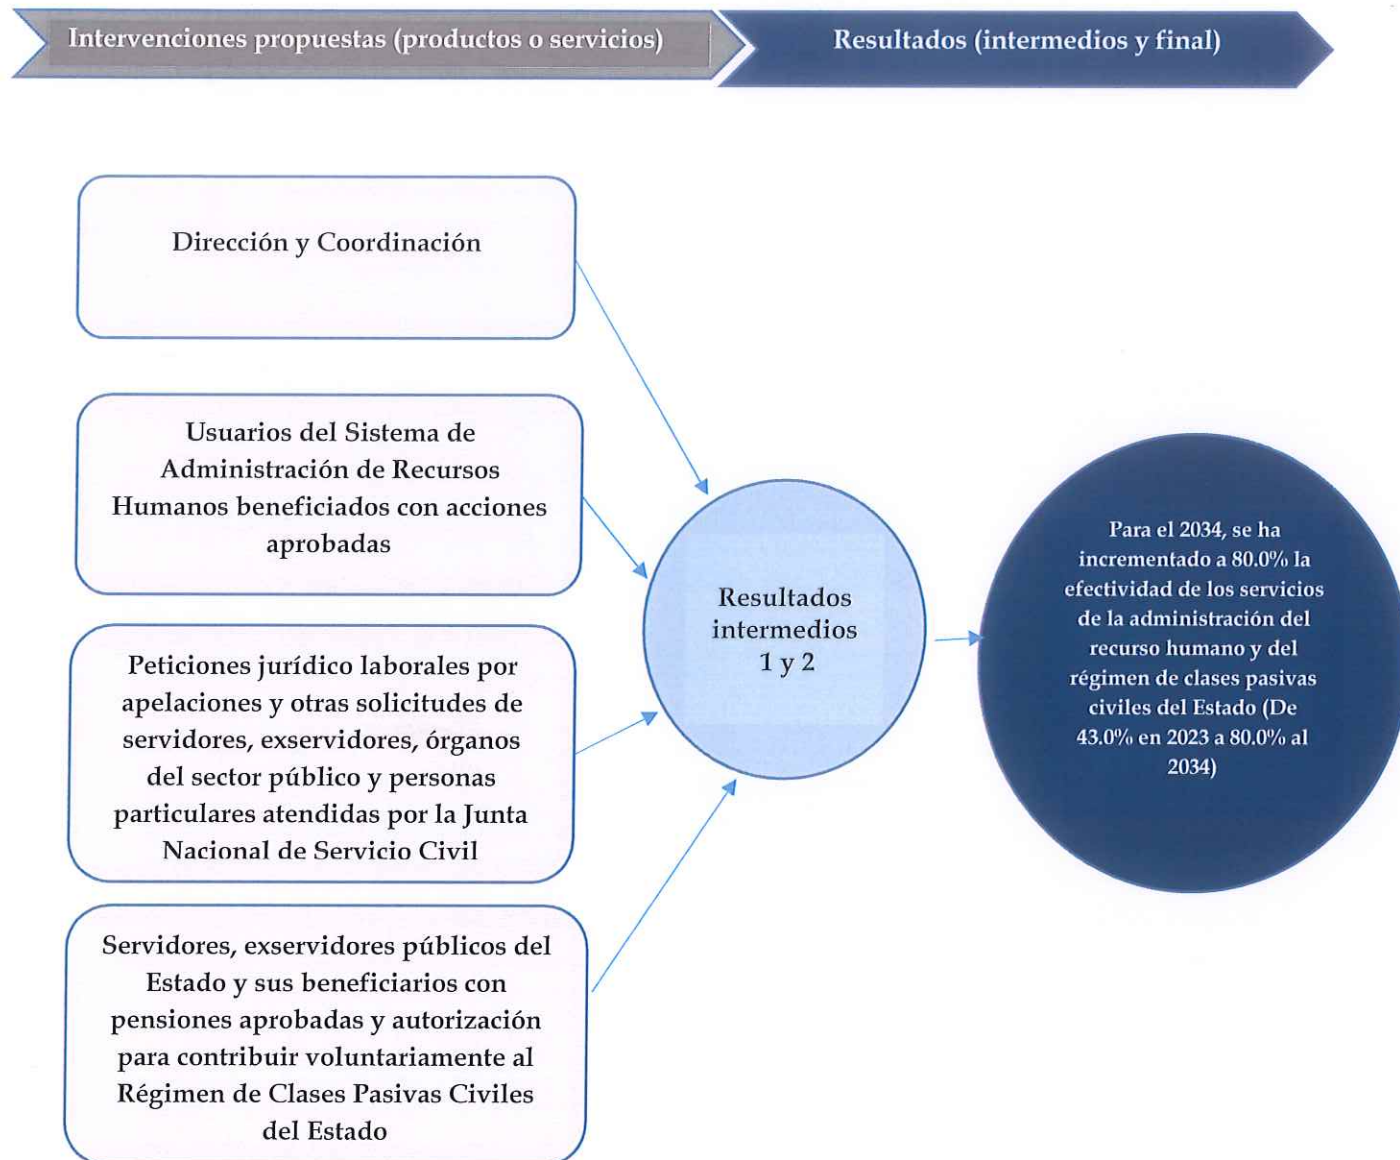 Intervenciones propuestas (productos o servicios)
Resultados (intermedios y final)
Dirección y Coordinación
Usuarios del Sistema de
Administración de Recursos
Humanos beneficiados con acciones
aprobadas
Peticiones jurídico laborales por
apelaciones y otras solicitudes de
servidores, exservidores, órganos
del sector público y personas
particulares atendidas por la Junta
Nacional de Servicio Civil
Servidores, exservidores públicos del
Estado y sus beneficiarios con
pensiones aprobadas y autorización
para contribuir voluntariamente al
Régimen de Clases Pasivas Civiles
del Estado
Resultados
intermedios
1 y 2
Para el 2034, se ha
incrementado a 80.0% la
efectividad de los servicios
de la administración del
recurso humano y del
régimen de clases pasivas
civiles del Estado (De
43.0% en 2023 a 80.0% al
2034)